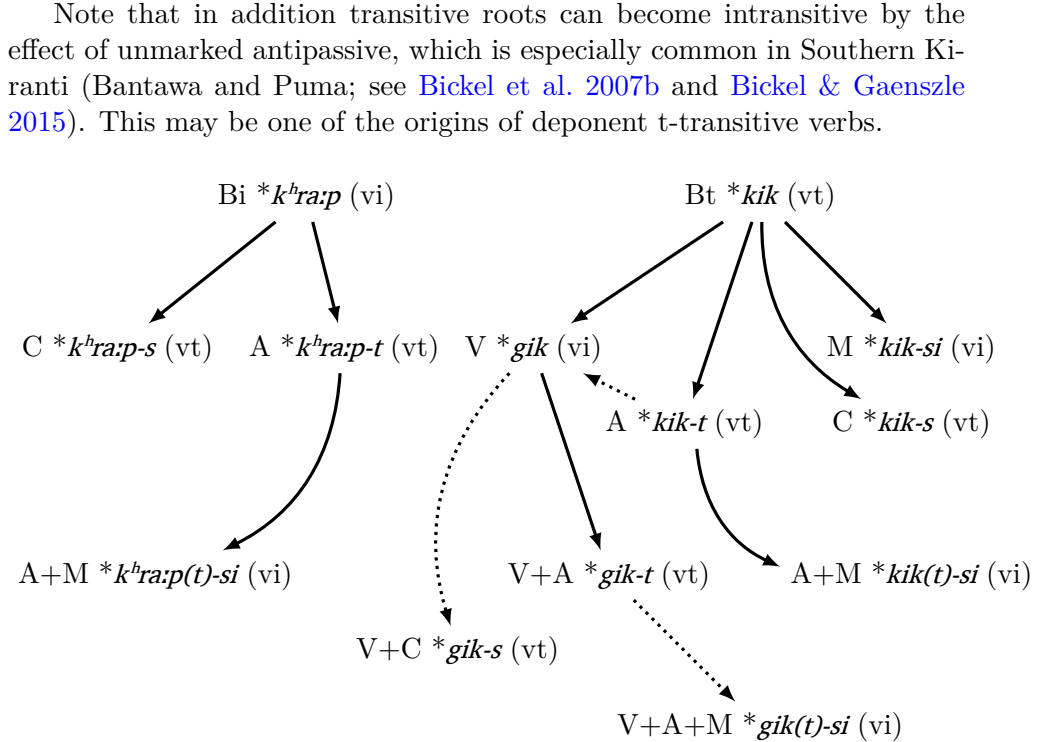 Note that in addition transitive roots can become intransitive by the
effect of unmarked antipassive, which is especially common in Southern Ki-
ranti (Bantawa and Puma; see Bickel et al. 2007b and Bickel & Gaenszle
2015). This may be one of the origins of deponent t-transitive verbs.
Bi *kʰra:p (vi) Bt *kik (vt)
C *kʰra:p-s (vt) A *kʰra:p-t (vt) V *gik (vi) M *kik-si (vi)
A *kik-t (vt) C *kik-s (vt)
A+M *kʰra:p(t)-si (vi) V+A *gik-t (vt) A+M *kik(t)-si (vi)
V+C *gik-s (vt)
V+A+M *gik(t)-si (vi)